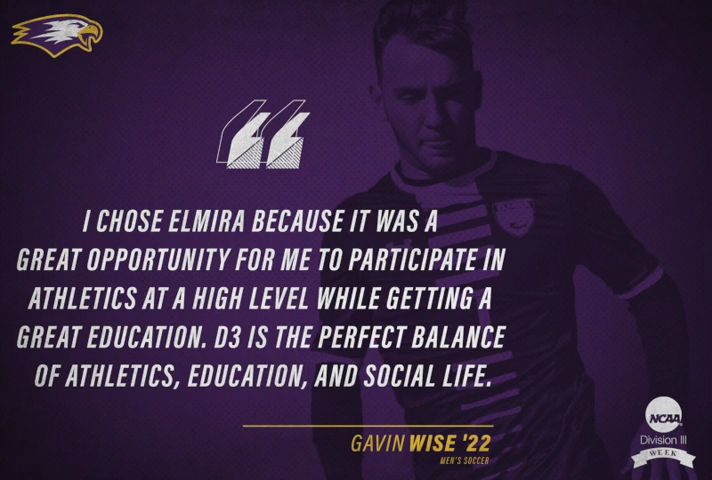 I CHOSE ELMIRA BECAUSE IT WAS A
GREAT OPPORTUNITY FOR ME TO PARTICIPATE IN
ATHLETICS AT A HIGH LEVEL WHILE GETTING A
GREAT EDUCATION. D3 IS THE PERFECT BALANCE
OF ATHLETICS, EDUCATION, AND SOCIAL LIFE.
GAVIN WISE '22
MEN'S SOCCER
NCAA
Division III
WEEK